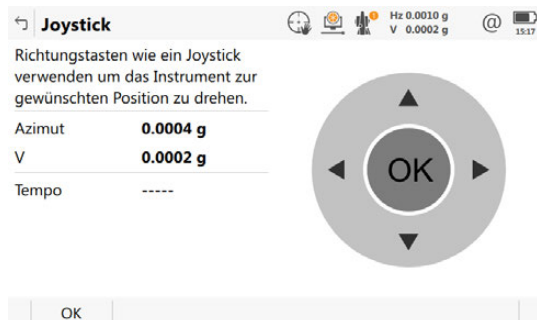 Joystick
Hz 0.0010 g
V 0.0002 g
@
15:17
Richtungstasten wie ein Joystick
verwenden um das Instrument zur
gewünschten Position zu drehen.
Azimut 0.0004 g
V 0.0002 g
Tempo -----
OK
OK